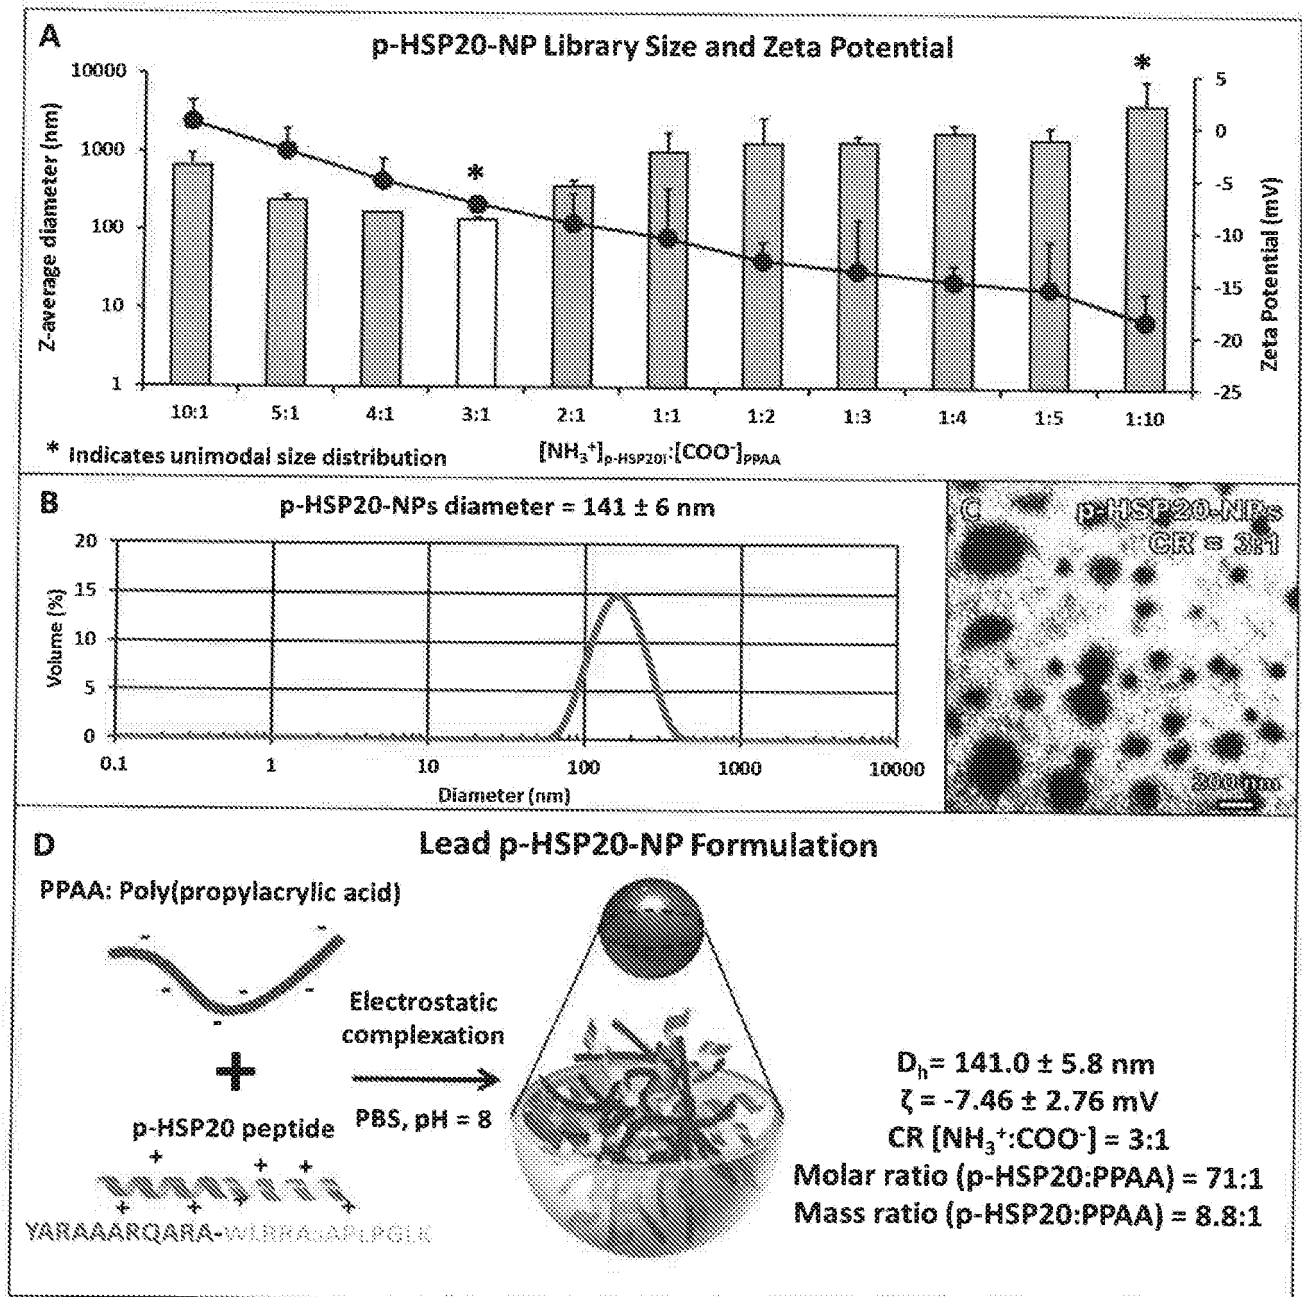 A
p-HSP20-NP Library Size and Zeta Potential
Z-average diameter (nm)
10000
1000
100
10
1
*
*
5
0
-5
-10
-15
-20
-25
Zeta Potential (mV)
10:1 5:1 4:1 3:1 2:1 1:1 1:2 1:3 1:4 1:5 1:10
* Indicates unimodal size distribution
[NH₃⁺]p-HSP20i:[COO⁻]PPAA
B
p-HSP20-NPs diameter = 141 ± 6 nm
Volume (%)
20
15
10
5
0
0.1 1 10 100 1000 10000
Diameter (nm)
C p-HSP20-NPs
CR = 3:1
200 nm
D
Lead p-HSP20-NP Formulation
PPAA: Poly(propylacrylic acid)
- - - - - -
+
p-HSP20 peptide
+ + + + + + +
YARAAARQARA-WLRRAsAPLPGLK
Electrostatic
complexation
PBS, pH = 8
Dₕ= 141.0 ± 5.8 nm
ζ = -7.46 ± 2.76 mV
CR [NH₃⁺:COO⁻] = 3:1
Molar ratio (p-HSP20:PPAA) = 71:1
Mass ratio (p-HSP20:PPAA) = 8.8:1